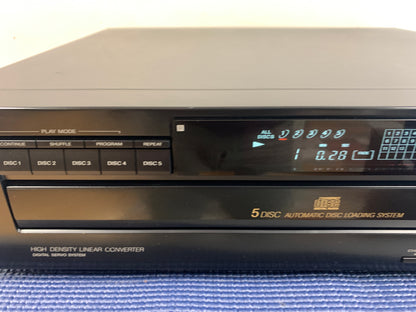 PLAY MODE
CONTINUE SHUFFLE PROGRAM REPEAT
DISC 1 DISC 2 DISC 3 DISC 4 DISC 5
ALL DISCS 1 2 3 4 5
1 0.28
5 DISC AUTOMATIC DISC LOADING SYSTEM
HIGH DENSITY LINEAR CONVERTER
DIGITAL SERVO SYSTEM